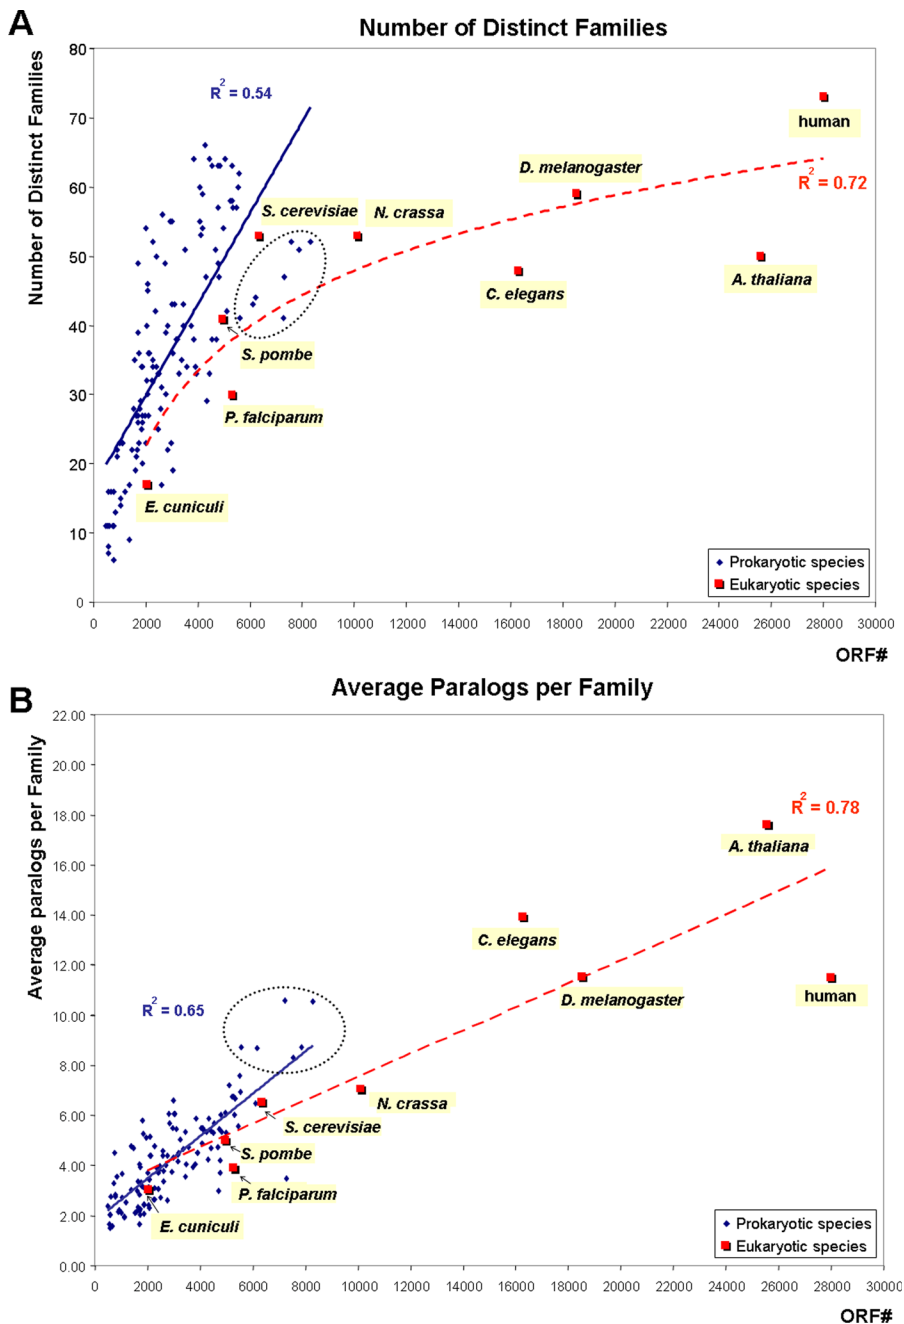 A
Number of Distinct Families
Number of Distinct Families
80
70
60
50
40
30
20
10
0
R2 = 0.54
human
D. melanogaster
R2 = 0.72
S. cerevisiae
N. crassa
A. thaliana
C. elegans
S. pombe
P. falciparum
E. cuniculi
Prokaryotic species
Eukaryotic species
0 2000 4000 6000 8000 10000 12000 14000 16000 18000 20000 22000 24000 26000 28000 30000
ORF#
B
Average Paralogs per Family
Average paralogs per Family
22.00
20.00
18.00
16.00
14.00
12.00
10.00
8.00
6.00
4.00
2.00
0.00
R2 = 0.78
A. thaliana
C. elegans
D. melanogaster
human
R2 = 0.65
N. crassa
S. cerevisiae
S. pombe
P. falciparum
E. cuniculi
Prokaryotic species
Eukaryotic species
0 2000 4000 6000 8000 10000 12000 14000 16000 18000 20000 22000 24000 26000 28000 30000
ORF#